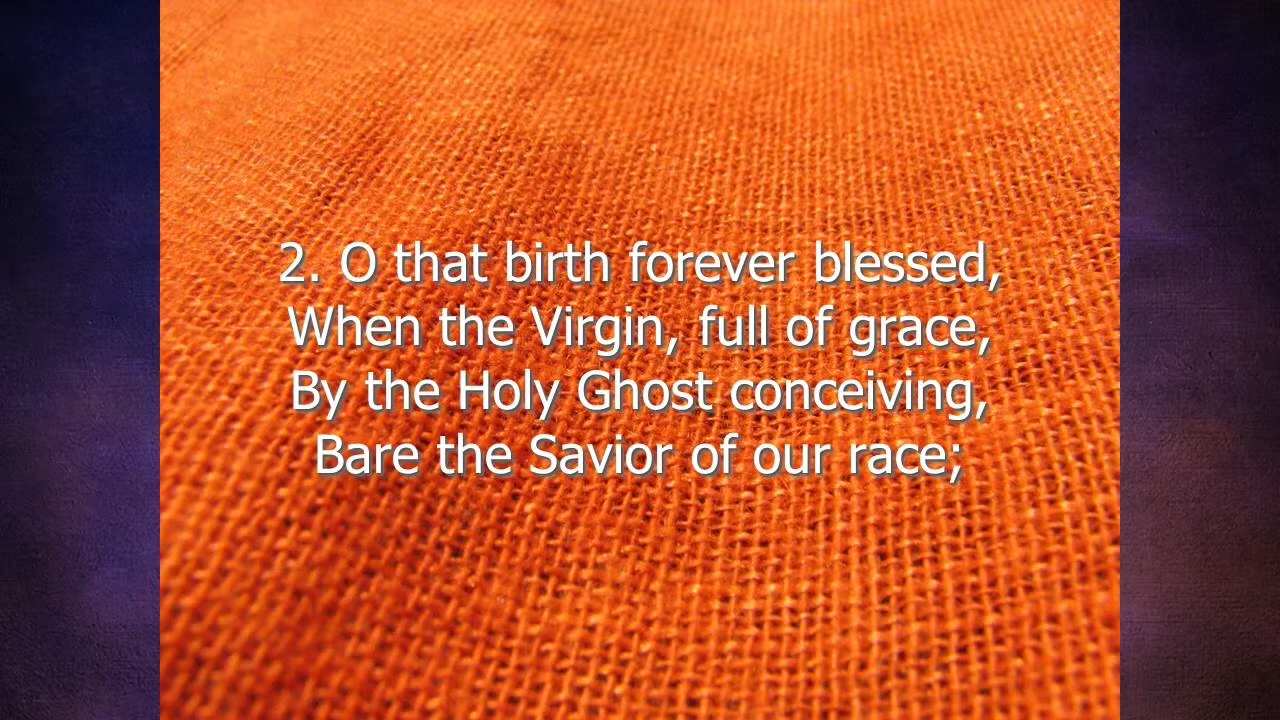 2. O that birth forever blessed,
When the Virgin, full of grace,
By the Holy Ghost conceiving,
Bare the Savior of our race;